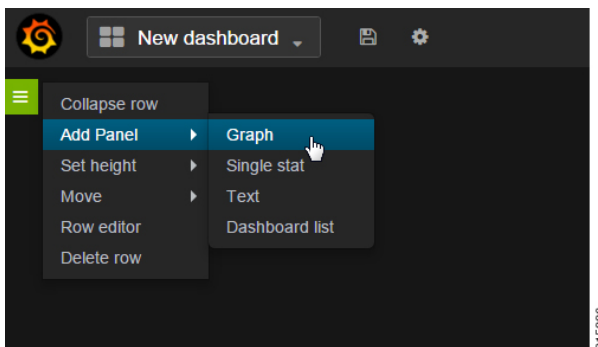 New dashboard
Collapse row
Add Panel
Graph
Set height
Single stat
Move
Text
Row editor
Dashboard list
Delete row